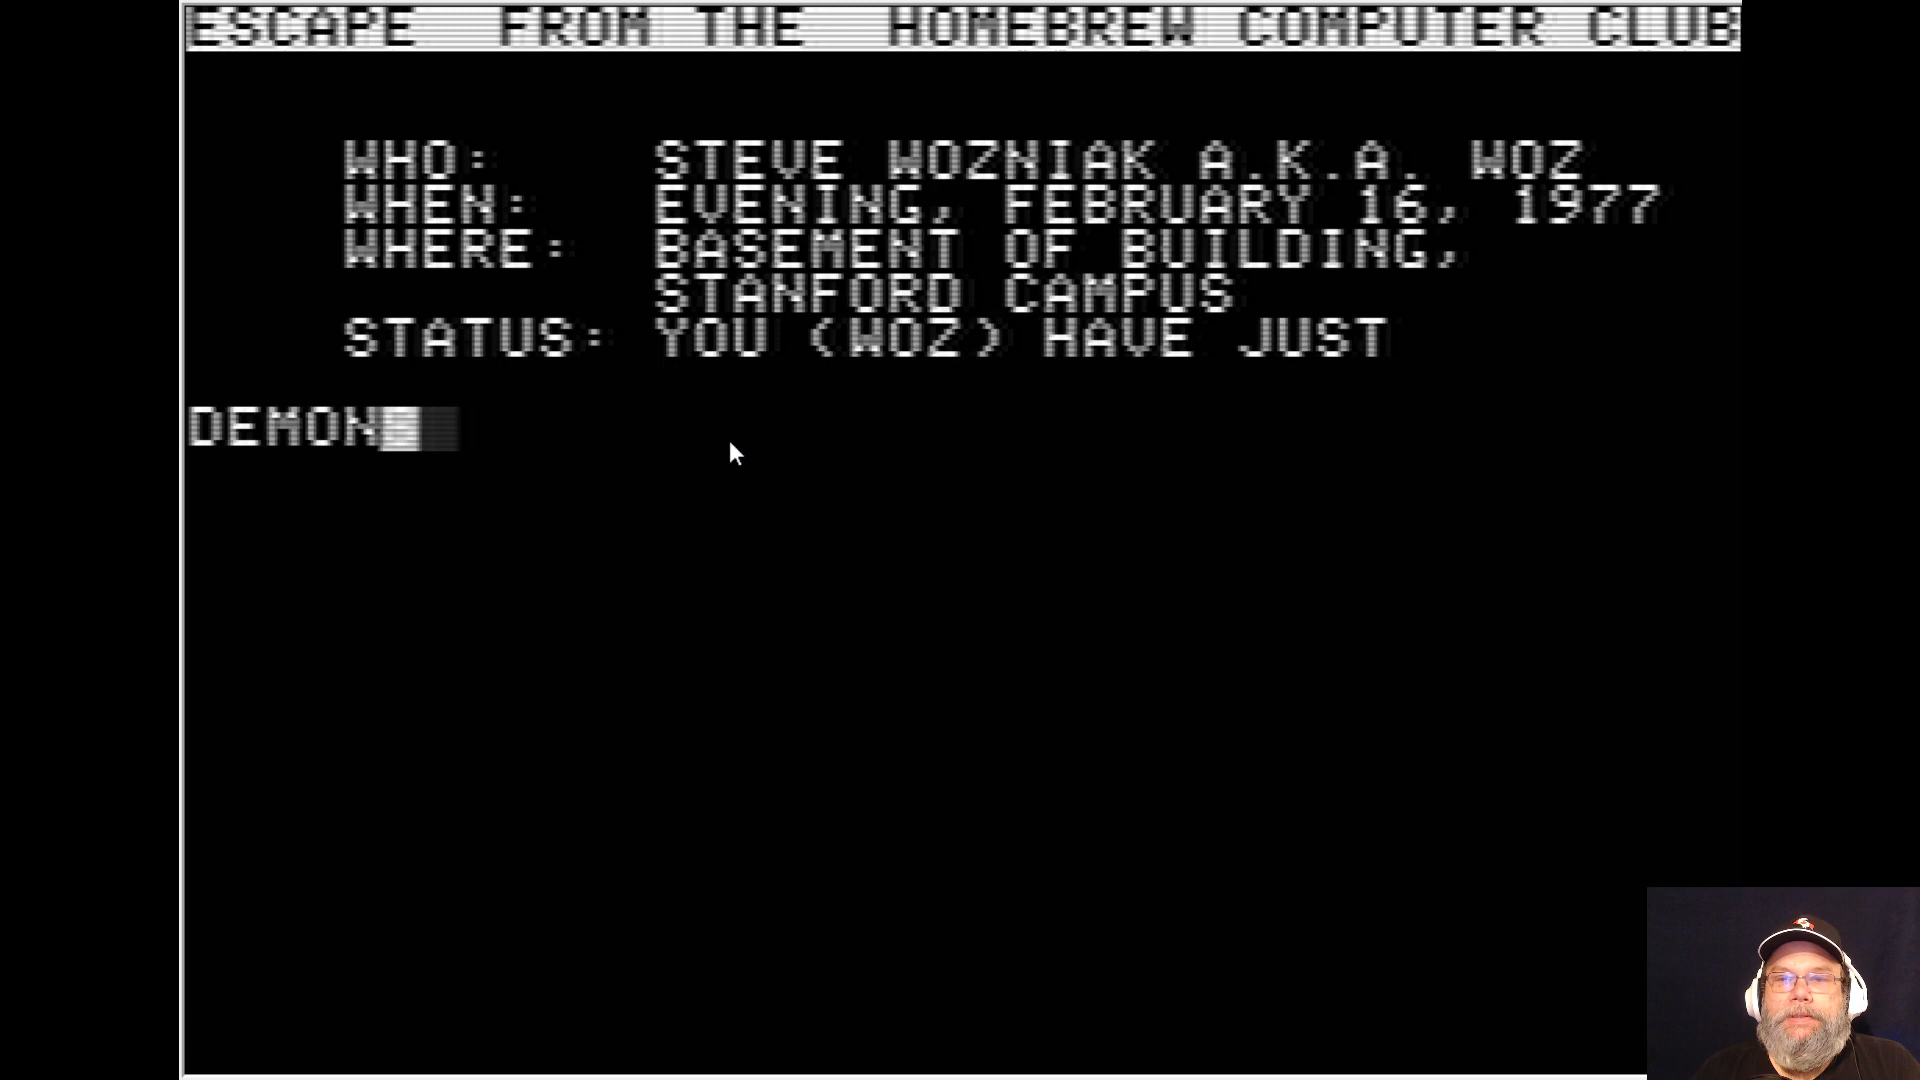 ESCAPE FROM THE HOMEBREW COMPUTER CLUB
WHO: STEVE WOZNIAK A.K.A. WOZ
WHEN: EVENING, FEBRUARY 16, 1977
WHERE: BASEMENT OF BUILDING,
STANFORD CAMPUS
STATUS: YOU (WOZ) HAVE JUST
DEMONS